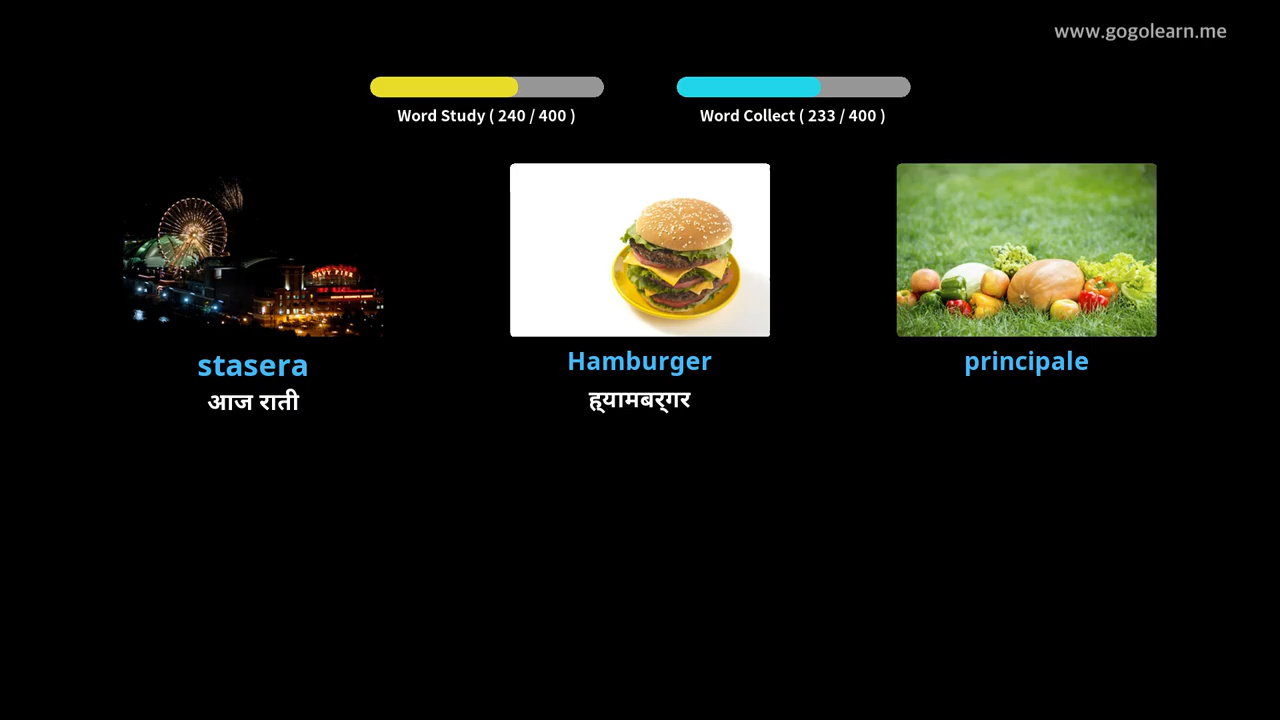 www.gogolearn.me
Word Study ( 240 / 400 )
Word Collect ( 233 / 400 )
stasera
Hamburger
principale
आज राती
ह्यामबर्गर